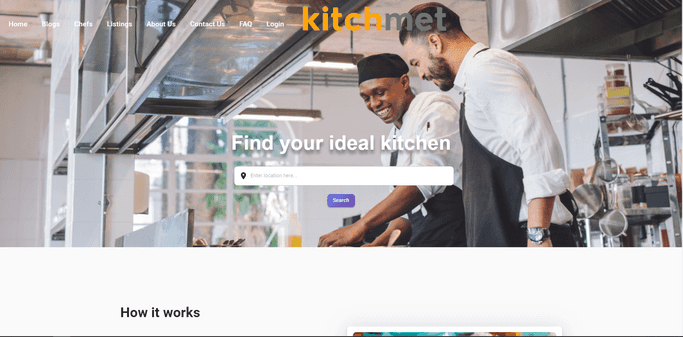 kitchmet
Home Blogs Chefs Listings About Us Contact Us FAQ Login
Find your ideal kitchen
Enter location here...
Search
How it works